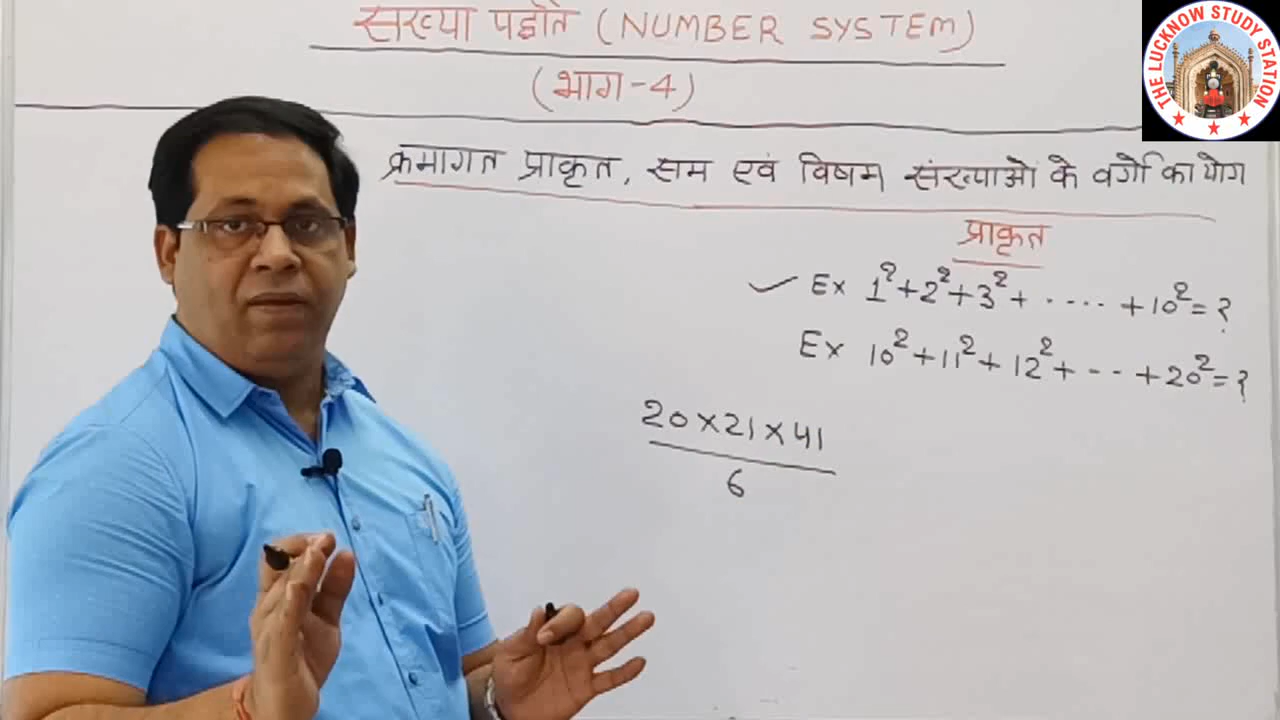 संख्या पद्धति (NUMBER SYSTEM)
(भाग-4)
THE LUCKNOW STUDY STATION
क्रमागत प्राकृत, सम एवं विषम संख्याओं के वर्गों का योग
प्राकृत
Ex 1²+2²+3²+ ..... +10²=?
Ex 10²+11²+12²+ --- +20²=?
20×21×41
6